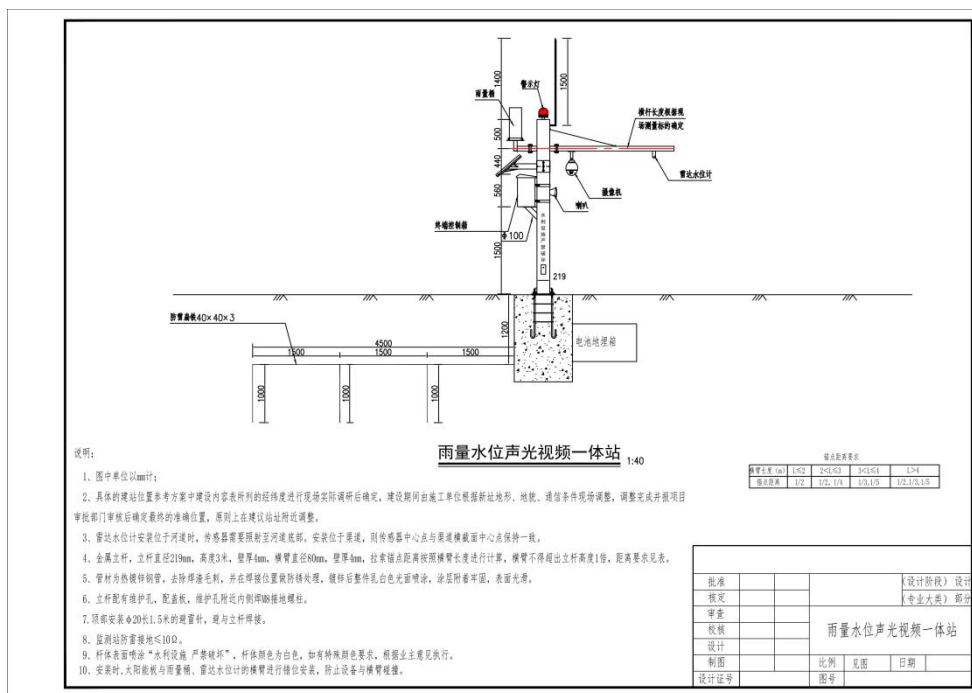 1400
1500
警示灯
雨量桶
横杆长度根据现
场测量标的确定
500
440
雷达水位计
摄像机
560
喇叭
终端控制箱
Φ100
1500
水利设施严禁破坏
219
防雷扁铁40×40×3
1200
4500
1500 1500 1500
电池地埋箱
1000 1000 1000
雨量水位声光视频一体站 1:40
说明:
1、图中单位以mm计;
2、具体的建站位置参考方案中建设内容表所列的经纬度进行现场实际调研后确定,建设期间由施工单位根据新址地形、地貌、通信条件现场调整,调整完成并报项目
审批部门审核后确定最终的准确位置,原则上在建议站址附近调整。
3、雷达水位计安装位于河道时,传感器需要照射至河道底部。安装位于渠道,则传感器中心点与渠道横截面中心点保持一致。
4、金属立杆,立杆直径219mm,高度3米,壁厚4mm,横臂直径80mm,壁厚4mm,拉索锚点距离按照横臂长度进行计算,横臂不得超出立杆高度1倍,距离要求见表。
5、管材为热镀锌钢管,去除焊渣毛刺,并在焊接位置做防锈处理,镀锌后整件乳白色光面喷涂,涂层附着牢固,表面光滑。
6、立杆配有维护孔,配盖板,维护孔附近内侧焊M8接地螺柱。
7.顶部安装Φ20长1.5米的避雷针,避与立杆焊接。
8、监测站防雷接地≤10Ω。
9、杆体表面喷涂“水利设施 严禁破坏”,杆体颜色为白色,如有特殊颜色要求,根据业主意见执行。
10、安装时,太阳能板与雨量桶、雷达水位计的横臂进行错位安装,防止设备与横臂碰撞。
锚点距离要求
横臂长度(m) L≤2 2<L≤3 3<L≤4 L>4
锚点距离 1/2 1/2, 1/4 1/3,1/5 1/2,1/3,1/5
批准 (设计阶段) 设计
核定 (专业大类) 部分
审查
校核 雨量水位声光视频一体站
设计
制图 比例 见图 日期
设计证号 图号